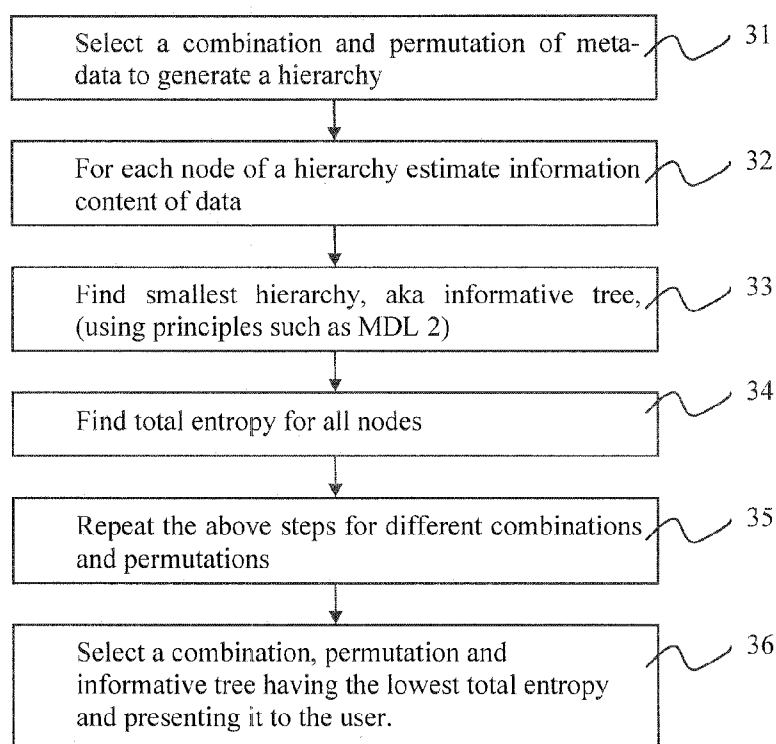 Select a combination and permutation of meta-
data to generate a hierarchy
31
For each node of a hierarchy estimate information
content of data
32
Find smallest hierarchy, aka informative tree,
(using principles such as MDL 2)
33
Find total entropy for all nodes
34
Repeat the above steps for different combinations
and permutations
35
Select a combination, permutation and
informative tree having the lowest total entropy
and presenting it to the user.
36